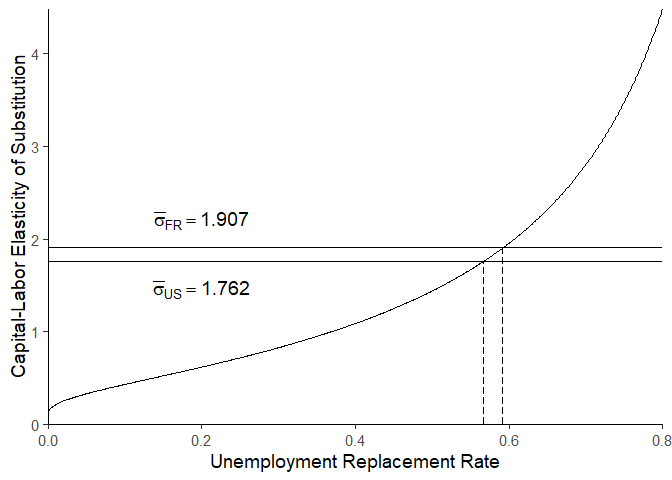 Capital-Labor Elasticity of Substitution
4
3
2
1
0
σ̅FR = 1.907
σ̅US = 1.762
0.0 0.2 0.4 0.6 0.8
Unemployment Replacement Rate